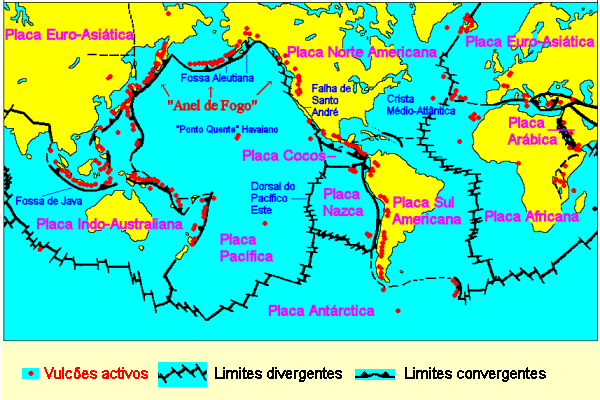 Placa Euro-Asiática
Placa Norte Americana
Placa Euro-Asiática
Fossa Aleutiana
Falha de
Santo
André
"Anel de Fogo"
Crista
Médio-Atlântica
"Ponto Quente" Havaiano
Placa
Arábica
Placa Cocos
Fossa de Java
Dorsal do
Pacífico
Este
Placa
Nazca
Placa Sul
Americana
Placa Africana
Placa Indo-Australiana
Placa
Pacífica
Placa Antárctica
Vulcões activos
Limites divergentes
Limites convergentes